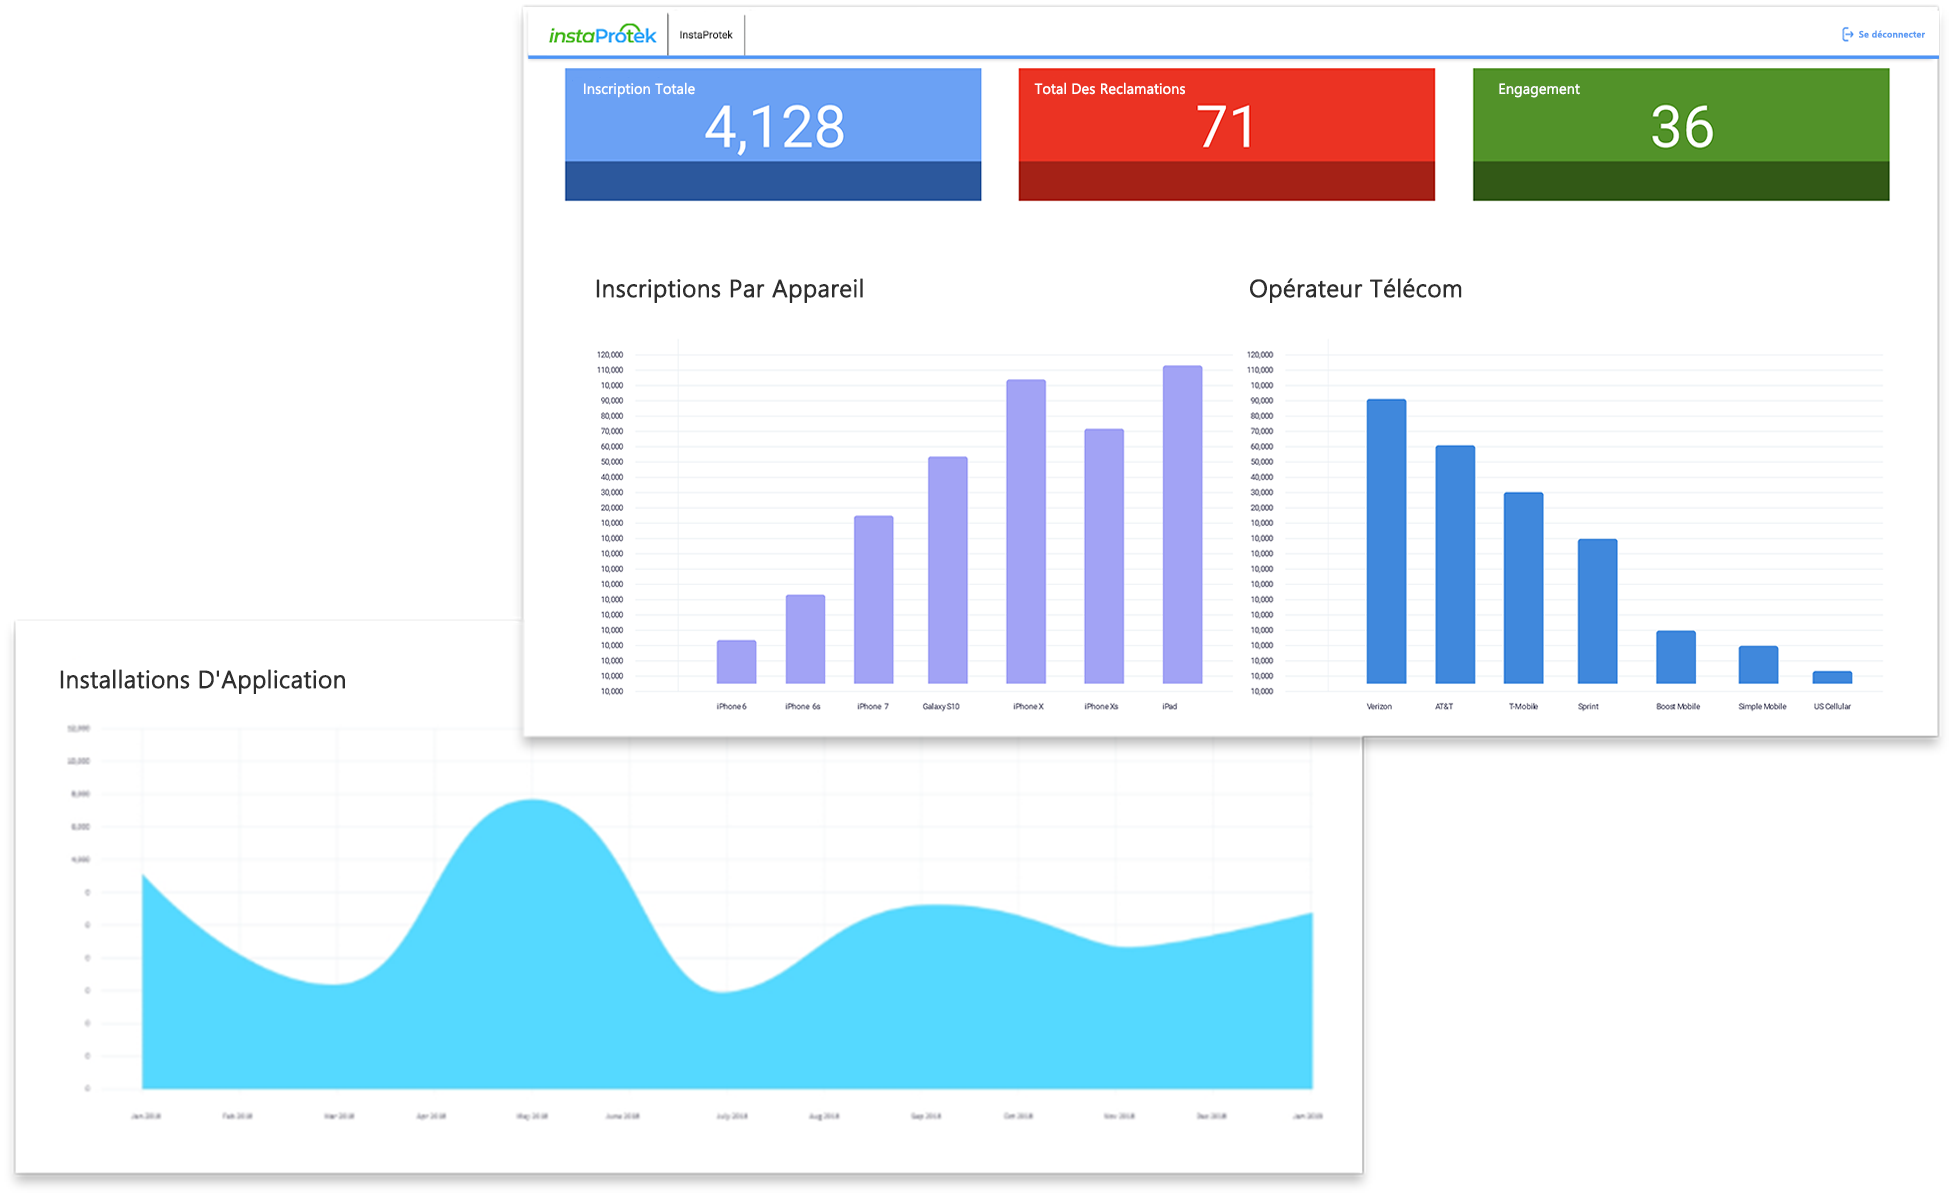 instaProtek
InstaProtek
Se déconnecter
Inscription Totale
4,128
Total Des Reclamations
71
Engagement
36
Inscriptions Par Appareil
120,000
110,000
10,000
90,000
80,000
70,000
60,000
50,000
40,000
30,000
20,000
10,000
10,000
10,000
10,000
10,000
10,000
10,000
10,000
10,000
10,000
10,000
10,000
iPhone 6
iPhone 6s
iPhone 7
Galaxy S10
iPhone X
iPhone Xs
iPad
Opérateur Télécom
120,000
110,000
10,000
90,000
80,000
70,000
60,000
50,000
40,000
30,000
20,000
10,000
10,000
10,000
10,000
10,000
10,000
10,000
10,000
10,000
10,000
10,000
10,000
Verizon
AT&T
T-Mobile
Sprint
Boost Mobile
Simple Mobile
US Cellular
Installations D'Application
12,000
10,000
8,000
6,000
4,000
0
0
0
0
0
0
0
Jan 2018
Feb 2018
Mar 2018
Apr 2018
May 2018
June 2018
July 2018
Aug 2018
Sep 2018
Oct 2018
Nov 2018
Dec 2018
Jan 2019